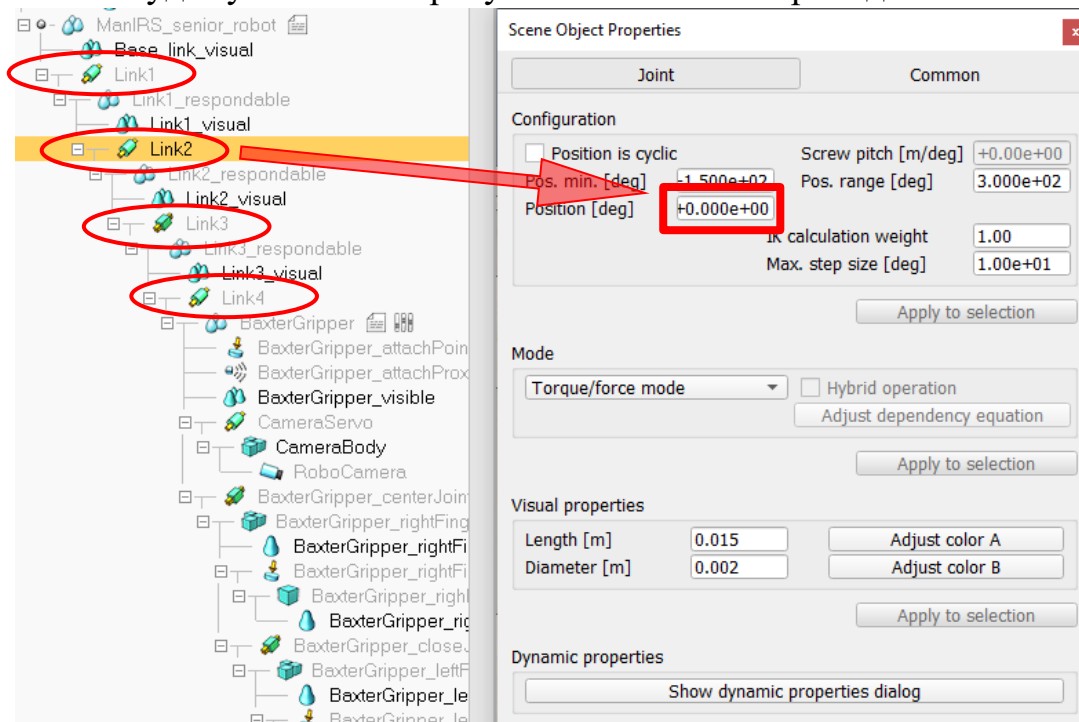 ManIRS_senior_robot
Base_link_visual
Link1
Link1_respondable
Link1_visual
Link2
Link2_respondable
Link2_visual
Link3
Link3_respondable
Link3_visual
Link4
BaxterGripper
BaxterGripper_attachPoin
BaxterGripper_attachProx
BaxterGripper_visible
CameraServo
CameraBody
RoboCamera
BaxterGripper_centerJoin
BaxterGripper_rightFing
BaxterGripper_rightFi
BaxterGripper_rightFi
BaxterGripper_righ
BaxterGripper_rig
BaxterGripper_closeJ
BaxterGripper_leftF
BaxterGripper_le
BaxterGripper_le
Scene Object Properties
x
Joint Common
Configuration
Position is cyclic Screw pitch [m/deg] +0.00e+00
Pos. min. [deg] -1.500e+02 Pos. range [deg] 3.000e+02
Position [deg] +0.000e+00
IK calculation weight 1.00
Max. step size [deg] 1.00e+01
Apply to selection
Mode
Torque/force mode Hybrid operation
Adjust dependency equation
Apply to selection
Visual properties
Length [m] 0.015 Adjust color A
Diameter [m] 0.002 Adjust color B
Apply to selection
Dynamic properties
Show dynamic properties dialog